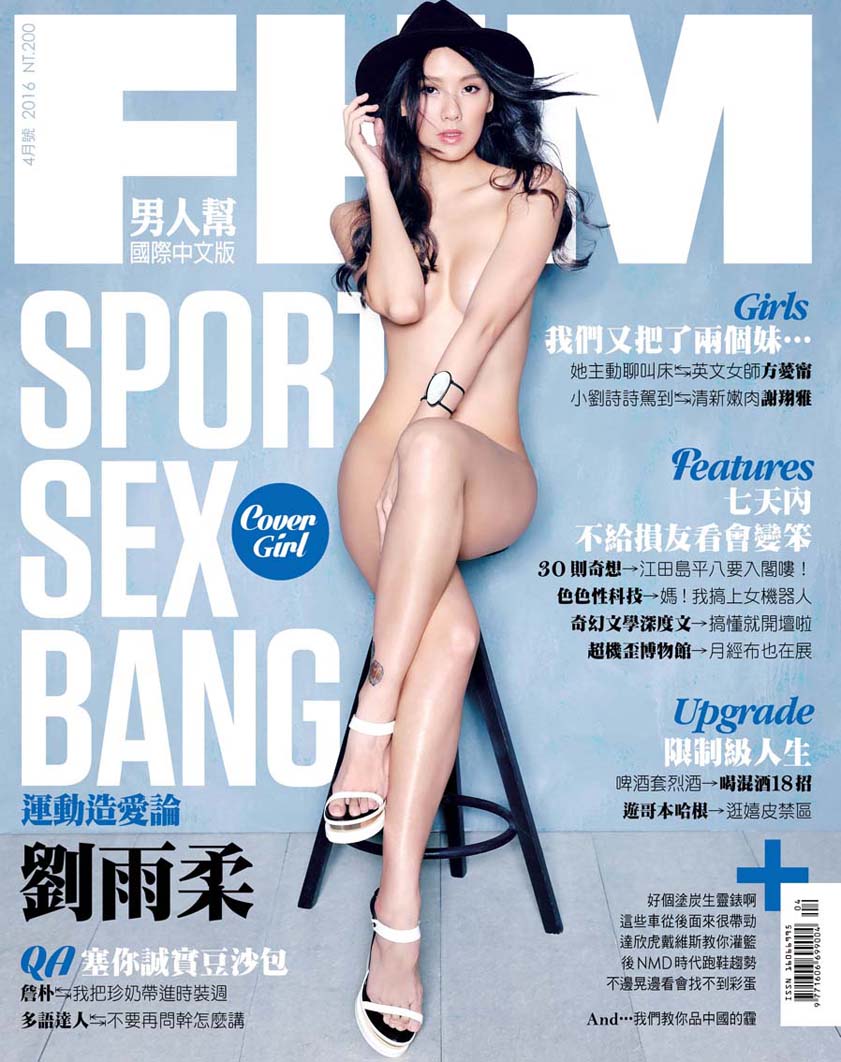 FHM
4月號 2016 NT.200
男人幫
國際中文版
SPORT
SEX
BANG
Cover
Girl
運動造愛論
劉雨柔
QA 塞你誠實豆沙包
詹朴⇆我把珍奶帶進時裝週
多語達人⇆不要再問幹怎麼講
Girls
我們又把了兩個妹…
她主動聊叫床⇆英文女師方菱甯
小劉詩詩駕到⇆清新嫩肉謝翔雅
Features
七天內
不給損友看會變笨
30則奇想→江田島平八要入閣嘍!
色色性科技→媽!我搞上女機器人
奇幻文學深度文→搞懂就開壇啦
超機歪博物館→月經布也在展
Upgrade
限制級人生
啤酒套烈酒→喝混酒18招
遊哥本哈根→逛嬉皮禁區
+
好個塗炭生靈錶啊
這些車從後面來很帶勁
達欣虎戴維斯教你灌籃
後NMD時代跑鞋趨勢
不邊晃邊看會找不到彩蛋
And…我們教你品中國的霾
ISSN 16066995
9 771606 699004
04